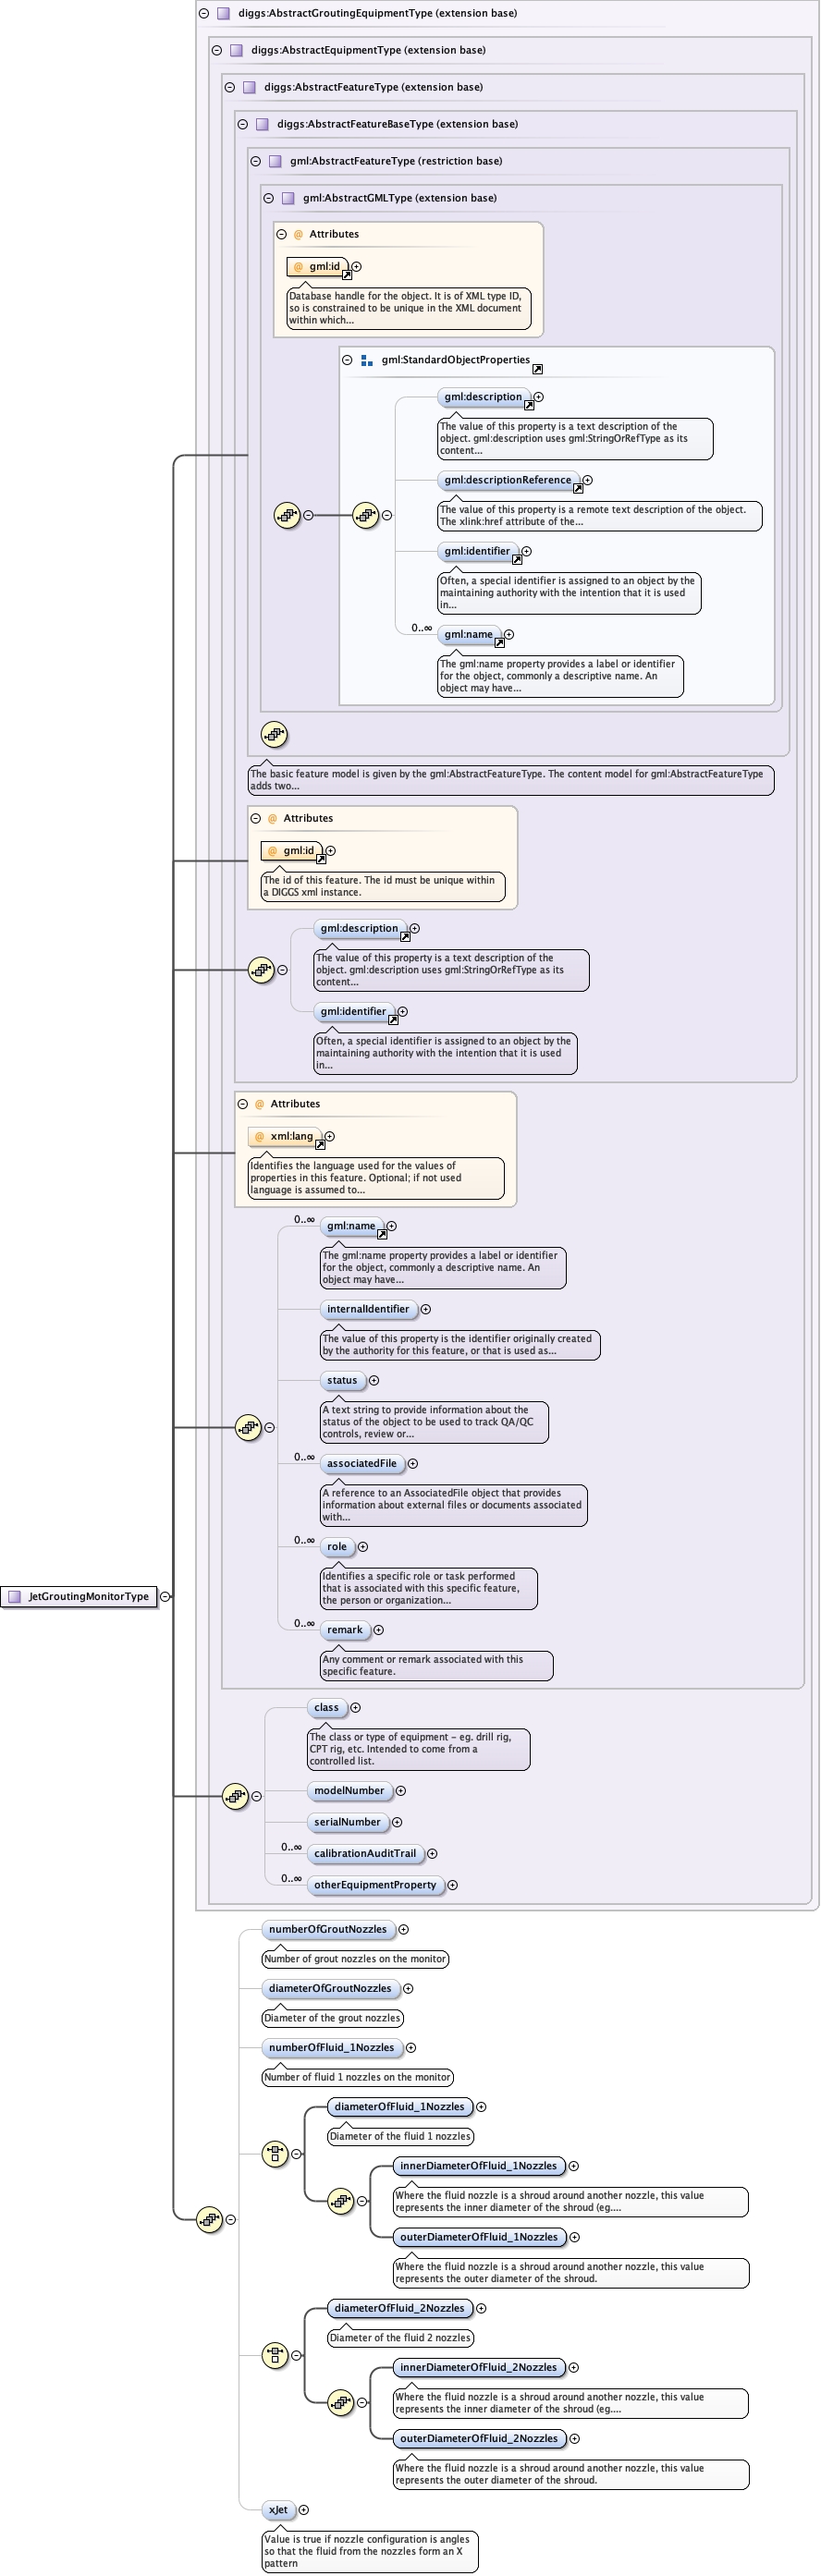 diggs:AbstractGroutingEquipmentType (extension base)
diggs:AbstractEquipmentType (extension base)
diggs:AbstractFeatureType (extension base)
diggs:AbstractFeatureBaseType (extension base)
gml:AbstractFeatureType (restriction base)
gml:AbstractGMLType (extension base)
@ Attributes
@ gml:id
Database handle for the object. It is of XML type ID,
so is constrained to be unique in the XML document
within which...
gml:StandardObjectProperties
gml:description
The value of this property is a text description of the
object. gml:description uses gml:StringOrRefType as its
content...
gml:descriptionReference
The value of this property is a remote text description of the object.
The xlink:href attribute of the...
gml:identifier
Often, a special identifier is assigned to an object by the
maintaining authority with the intention that it is used
in...
0..∞
gml:name
The gml:name property provides a label or identifier
for the object, commonly a descriptive name. An
object may have...
The basic feature model is given by the gml:AbstractFeatureType. The content model for gml:AbstractFeatureType
adds two...
@ Attributes
@ gml:id
The id of this feature. The id must be unique within
a DIGGS xml instance.
gml:description
The value of this property is a text description of the
object. gml:description uses gml:StringOrRefType as its
content...
gml:identifier
Often, a special identifier is assigned to an object by the
maintaining authority with the intention that it is used
in...
@ Attributes
@ xml:lang
Identifies the language used for the values of
properties in this feature. Optional; if not used
language is assumed to...
0..∞
gml:name
The gml:name property provides a label or identifier
for the object, commonly a descriptive name. An
object may have...
internalIdentifier
The value of this property is the identifier originally created
by the authority for this feature, or that is used as...
status
A text string to provide information about the
status of the object to be used to track QA/QC
controls, review or...
0..∞
associatedFile
A reference to an AssociatedFile object that provides
information about external files or documents associated
with...
0..∞
role
Identifies a specific role or task performed
that is associated with this specific feature,
the person or organization...
JetGroutingMonitorType
0..∞
remark
Any comment or remark associated with this
specific feature.
class
The class or type of equipment - eg. drill rig,
CPT rig, etc. Intended to come from a
controlled list.
modelNumber
serialNumber
0..∞
calibrationAuditTrail
0..∞
otherEquipmentProperty
numberOfGroutNozzles
Number of grout nozzles on the monitor
diameterOfGroutNozzles
Diameter of the grout nozzles
numberOfFluid_1Nozzles
Number of fluid 1 nozzles on the monitor
diameterOfFluid_1Nozzles
Diameter of the fluid 1 nozzles
innerDiameterOfFluid_1Nozzles
Where the fluid nozzle is a shroud around another nozzle, this value
represents the inner diameter of the shroud (eg....
outerDiameterOfFluid_1Nozzles
Where the fluid nozzle is a shroud around another nozzle, this value
represents the outer diameter of the shroud.
diameterOfFluid_2Nozzles
Diameter of the fluid 2 nozzles
innerDiameterOfFluid_2Nozzles
Where the fluid nozzle is a shroud around another nozzle, this value
represents the inner diameter of the shroud (eg....
outerDiameterOfFluid_2Nozzles
Where the fluid nozzle is a shroud around another nozzle, this value
represents the outer diameter of the shroud.
xJet
Value is true if nozzle configuration is angles
so that the fluid from the nozzles form an X
pattern